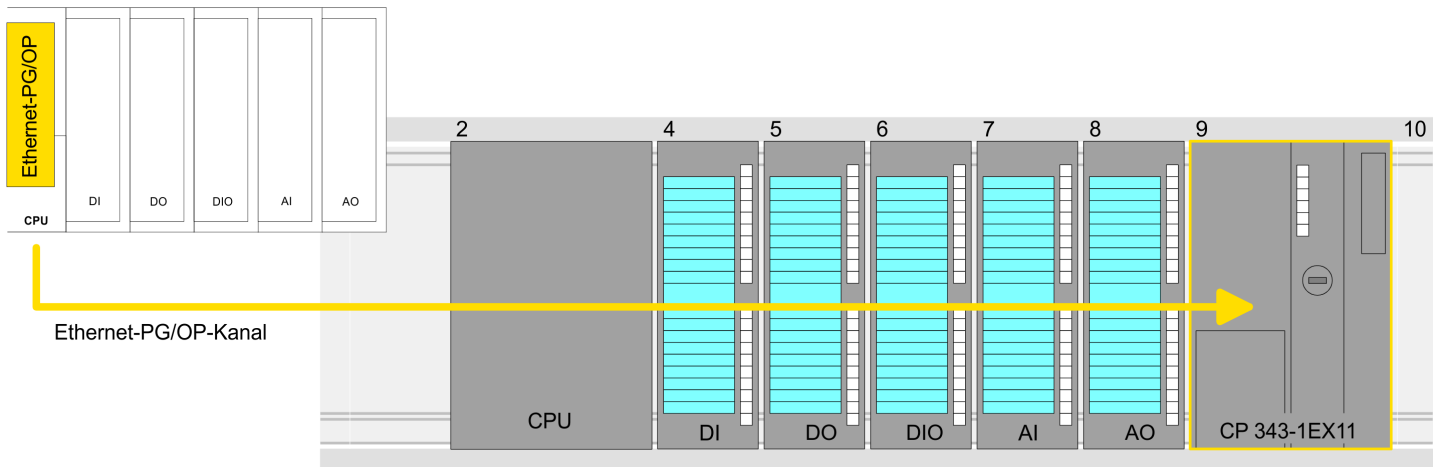 Ethernet-PG/OP
CPU
DI
DO
DIO
AI
AO
2
4
5
6
7
8
9
10
Ethernet-PG/OP-Kanal
CPU
DI
DO
DIO
AI
AO
CP 343-1EX11